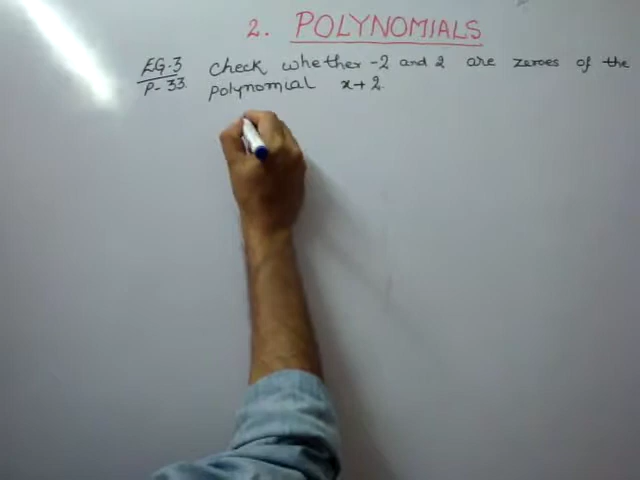 2. POLYNOMIALS
EG.3 Check whether -2 and 2 are zeroes of the
P- 33. polynomial x+2.